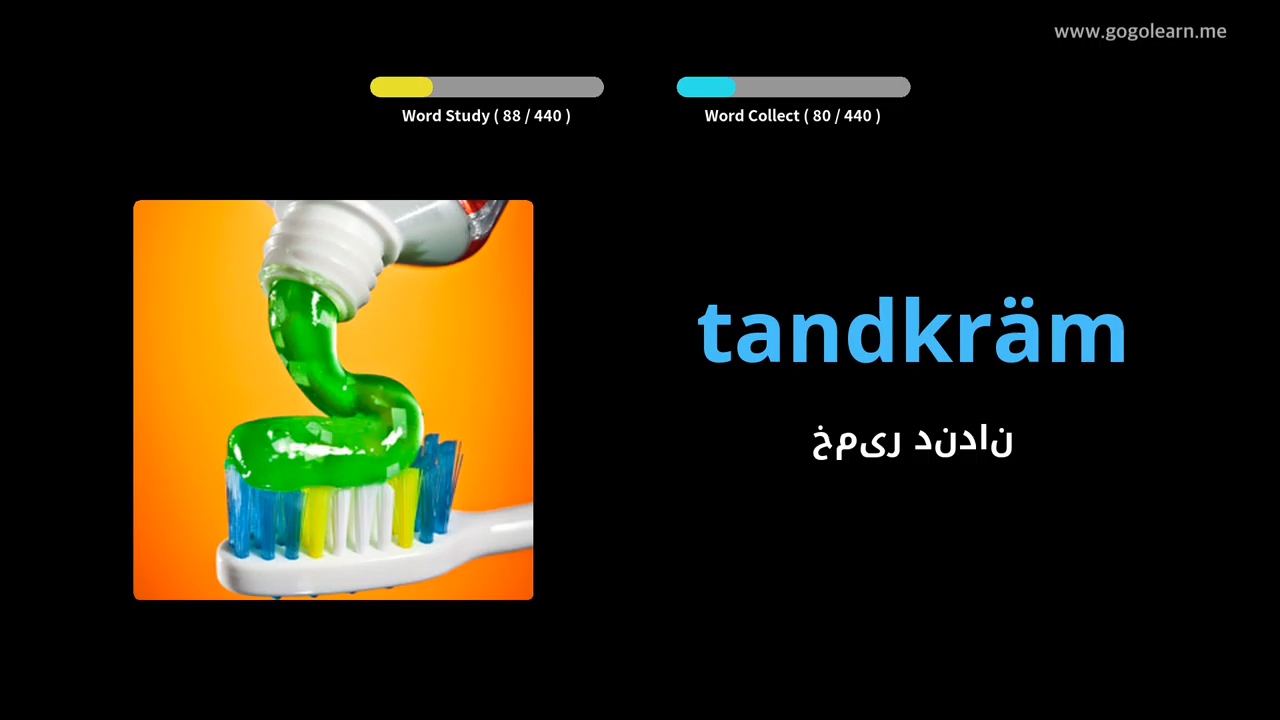 www.gogolearn.me
Word Study ( 88 / 440 )
Word Collect ( 80 / 440 )
tandkräm
خمیر دندان